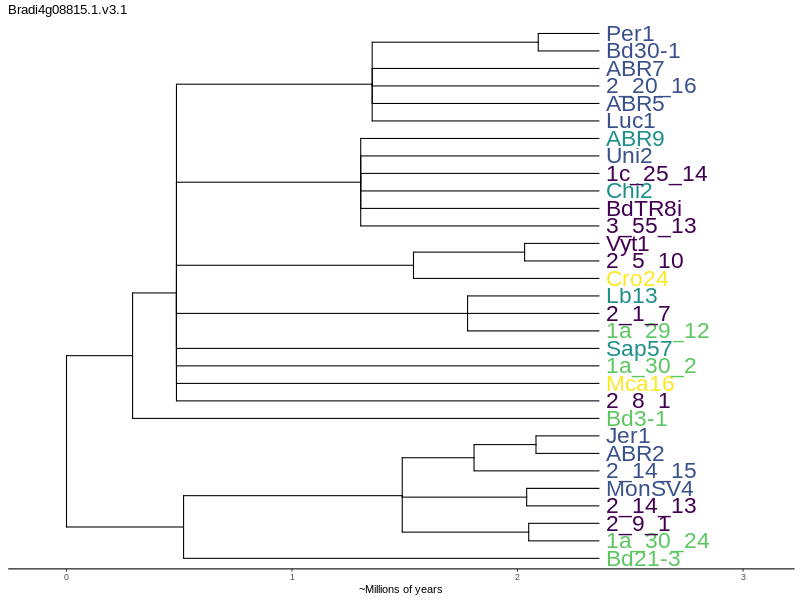 Bradi4g08815.1.v3.1
Per1
Bd30-1
ABR7
2_20_16
ABR5
Luc1
ABR9
Uni2
1c_25_14
Chi2
BdTR8i
3_55_13
Vyt1
2_5_10
Cro24
Lb13
2_1_7
1a_29_12
Sap57
1a_30_2
Mca16
2_8_1
Bd3-1
Jer1
ABR2
2_14_15
MonSV4
2_14_13
2_9_1
1a_30_24
Bd21-3
0 1 2 3
~Millions of years